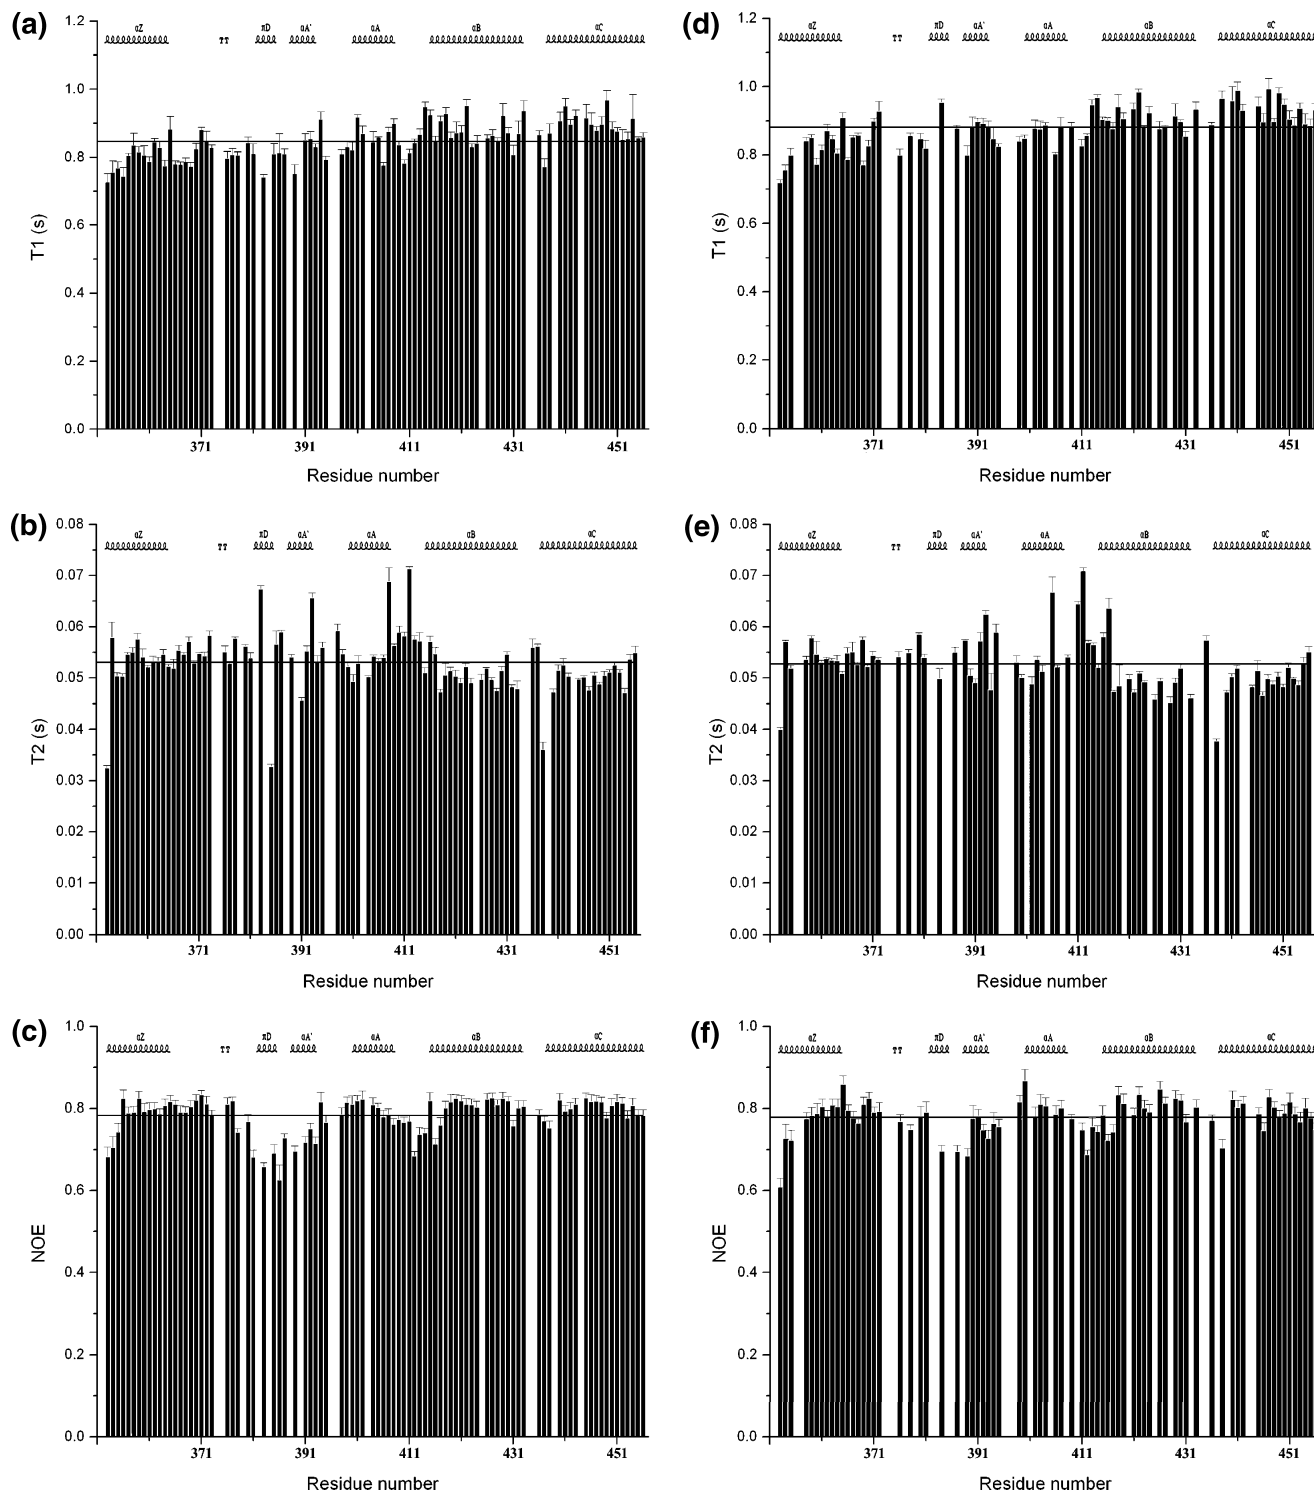 (a)
1.2
1.0
0.8
0.6
0.4
0.2
0.0
T1 (s)
αZ TT πD αA' αA αB αC
371 391 411 431 451
Residue number
(d)
1.2
1.0
0.8
0.6
0.4
0.2
0.0
T1 (s)
αZ TT πD αA' αA αB αC
371 391 411 431 451
Residue number
(b)
0.08
0.07
0.06
0.05
0.04
0.03
0.02
0.01
0.00
T2 (s)
αZ TT πD αA' αA αB αC
371 391 411 431 451
Residue number
(e)
0.08
0.07
0.06
0.05
0.04
0.03
0.02
0.01
0.00
T2 (s)
αZ TT πD αA' αA αB αC
371 391 411 431 451
Residue number
(c)
1.0
0.8
0.6
0.4
0.2
0.0
NOE
αZ TT πD αA' αA αB αC
371 391 411 431 451
Residue number
(f)
1.0
0.8
0.6
0.4
0.2
0.0
NOE
αZ TT πD αA' αA αB αC
371 391 411 431 451
Residue number